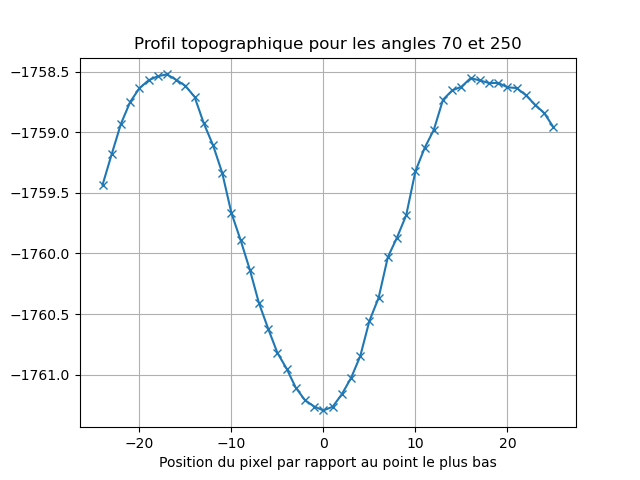 Profil topographique pour les angles 70 et 250
−1758.5
−1759.0
−1759.5
−1760.0
−1760.5
−1761.0
−20 −10 0 10 20
Position du pixel par rapport au point le plus bas